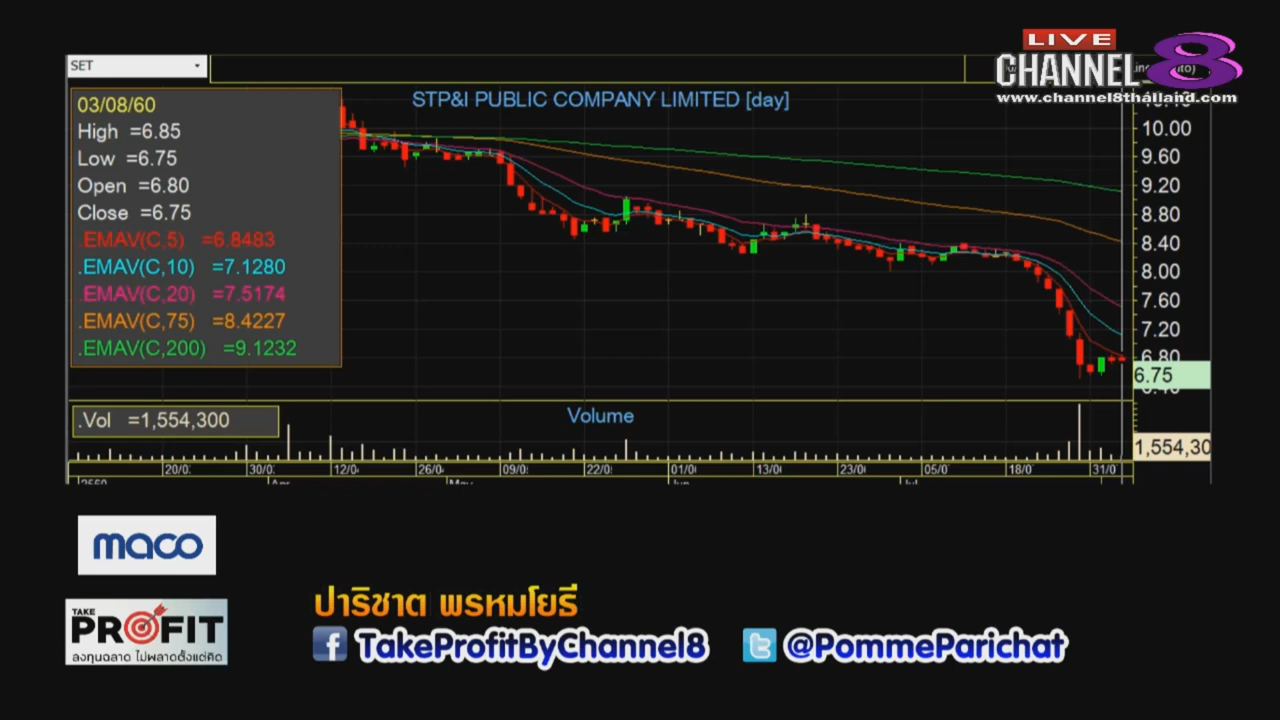 SET
LIVE
CHANNEL 8
www.channel8thailand.com
STP&I PUBLIC COMPANY LIMITED [day]
03/08/60
High =6.85
Low =6.75
Open =6.80
Close =6.75
.EMAV(C,5) =6.8483
.EMAV(C,10) =7.1280
.EMAV(C,20) =7.5174
.EMAV(C,75) =8.4227
.EMAV(C,200) =9.1232
10.00
9.60
9.20
8.80
8.40
8.00
7.60
7.20
6.80
6.75
.Vol =1,554,300
Volume
1,554,30
20/0
30/0
12/0
26/0
09/0
22/0
01/0
13/0
23/0
05/0
18/0
31/0
maco
TAKE
PROFIT
ลงทุนฉลาด ไม่พลาดตั้งแต่คิด
ปาริชาต พรหมโยธี
TakeProfitByChannel8
@PommeParichat